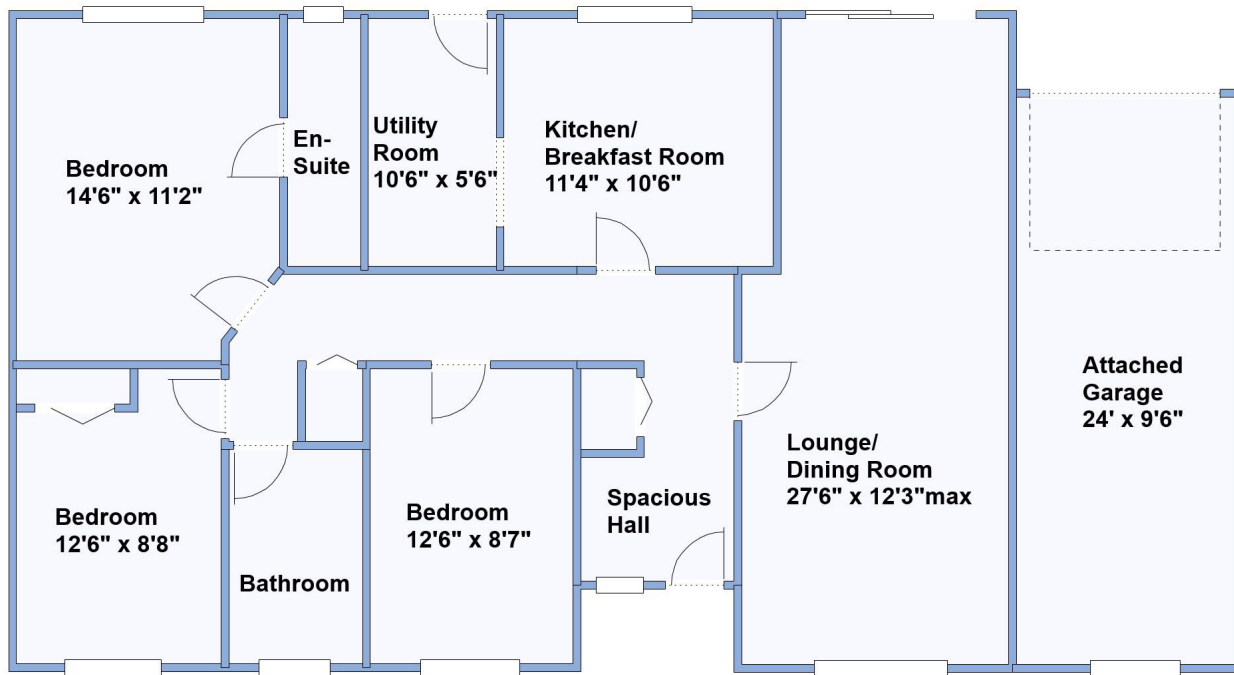 Bedroom
14'6" x 11'2"
En-
Suite
Utility
Room
10'6" x 5'6"
Kitchen/
Breakfast Room
11'4" x 10'6"
Attached
Garage
24' x 9'6"
Lounge/
Dining Room
27'6" x 12'3"max
Bedroom
12'6" x 8'8"
Bathroom
Bedroom
12'6" x 8'7"
Spacious
Hall